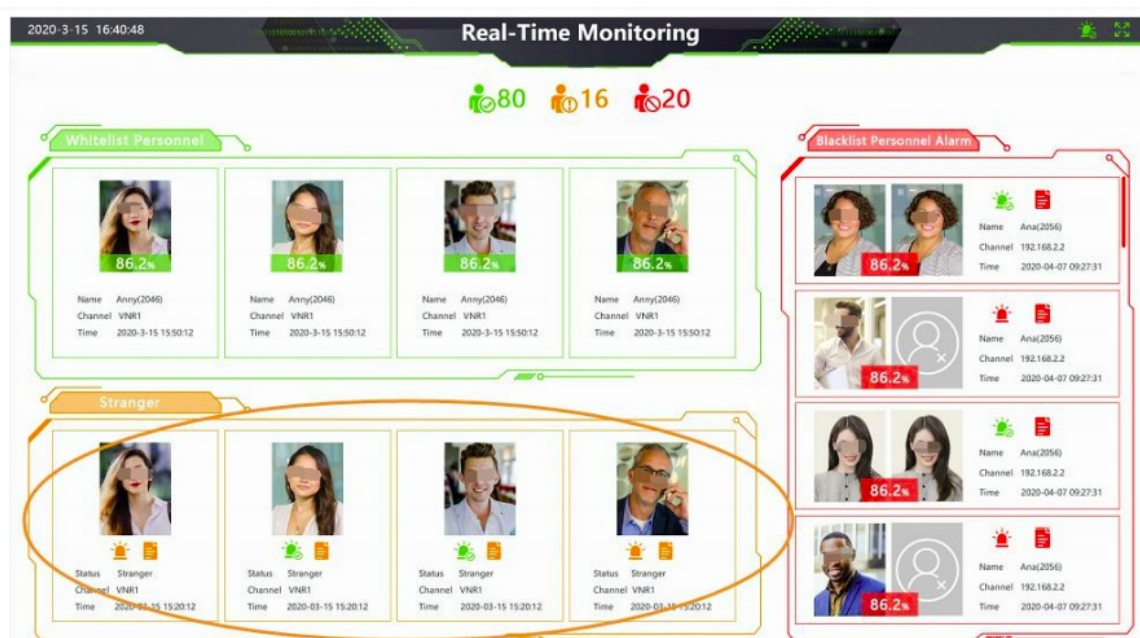 2020-3-15 16:40:48
Real-Time Monitoring
80 16 20
Whitelist Personnel
86.2% 86.2% 86.2% 86.2%
Name Anny(2046) Name Anny(2046) Name Anny(2046) Name Anny(2046)
Channel VNR1 Channel VNR1 Channel VNR1 Channel VNR1
Time 2020-3-15 15:50:12 Time 2020-3-15 15:50:12 Time 2020-3-15 15:50:12 Time 2020-3-15 15:50:12
Stranger
Status Stranger Status Stranger Status Stranger Status Stranger
Channel VNR1 Channel VNR1 Channel VNR1 Channel VNR1
Time 2020-03-15 15:20:12 Time 2020-03-15 15:20:12 Time 2020-03-15 15:20:12 Time 2020-03-15 15:20:12
Blacklist Personnel Alarm
86.2%
Name Ana(2056)
Channel 192.168.2.2
Time 2020-04-07 09:27:31
86.2%
Name Ana(2056)
Channel 192.168.2.2
Time 2020-04-07 09:27:31
86.2%
Name Ana(2056)
Channel 192.168.2.2
Time 2020-04-07 09:27:31
86.2%
Name Ana(2056)
Channel 192.168.2.2
Time 2020-04-07 09:27:31